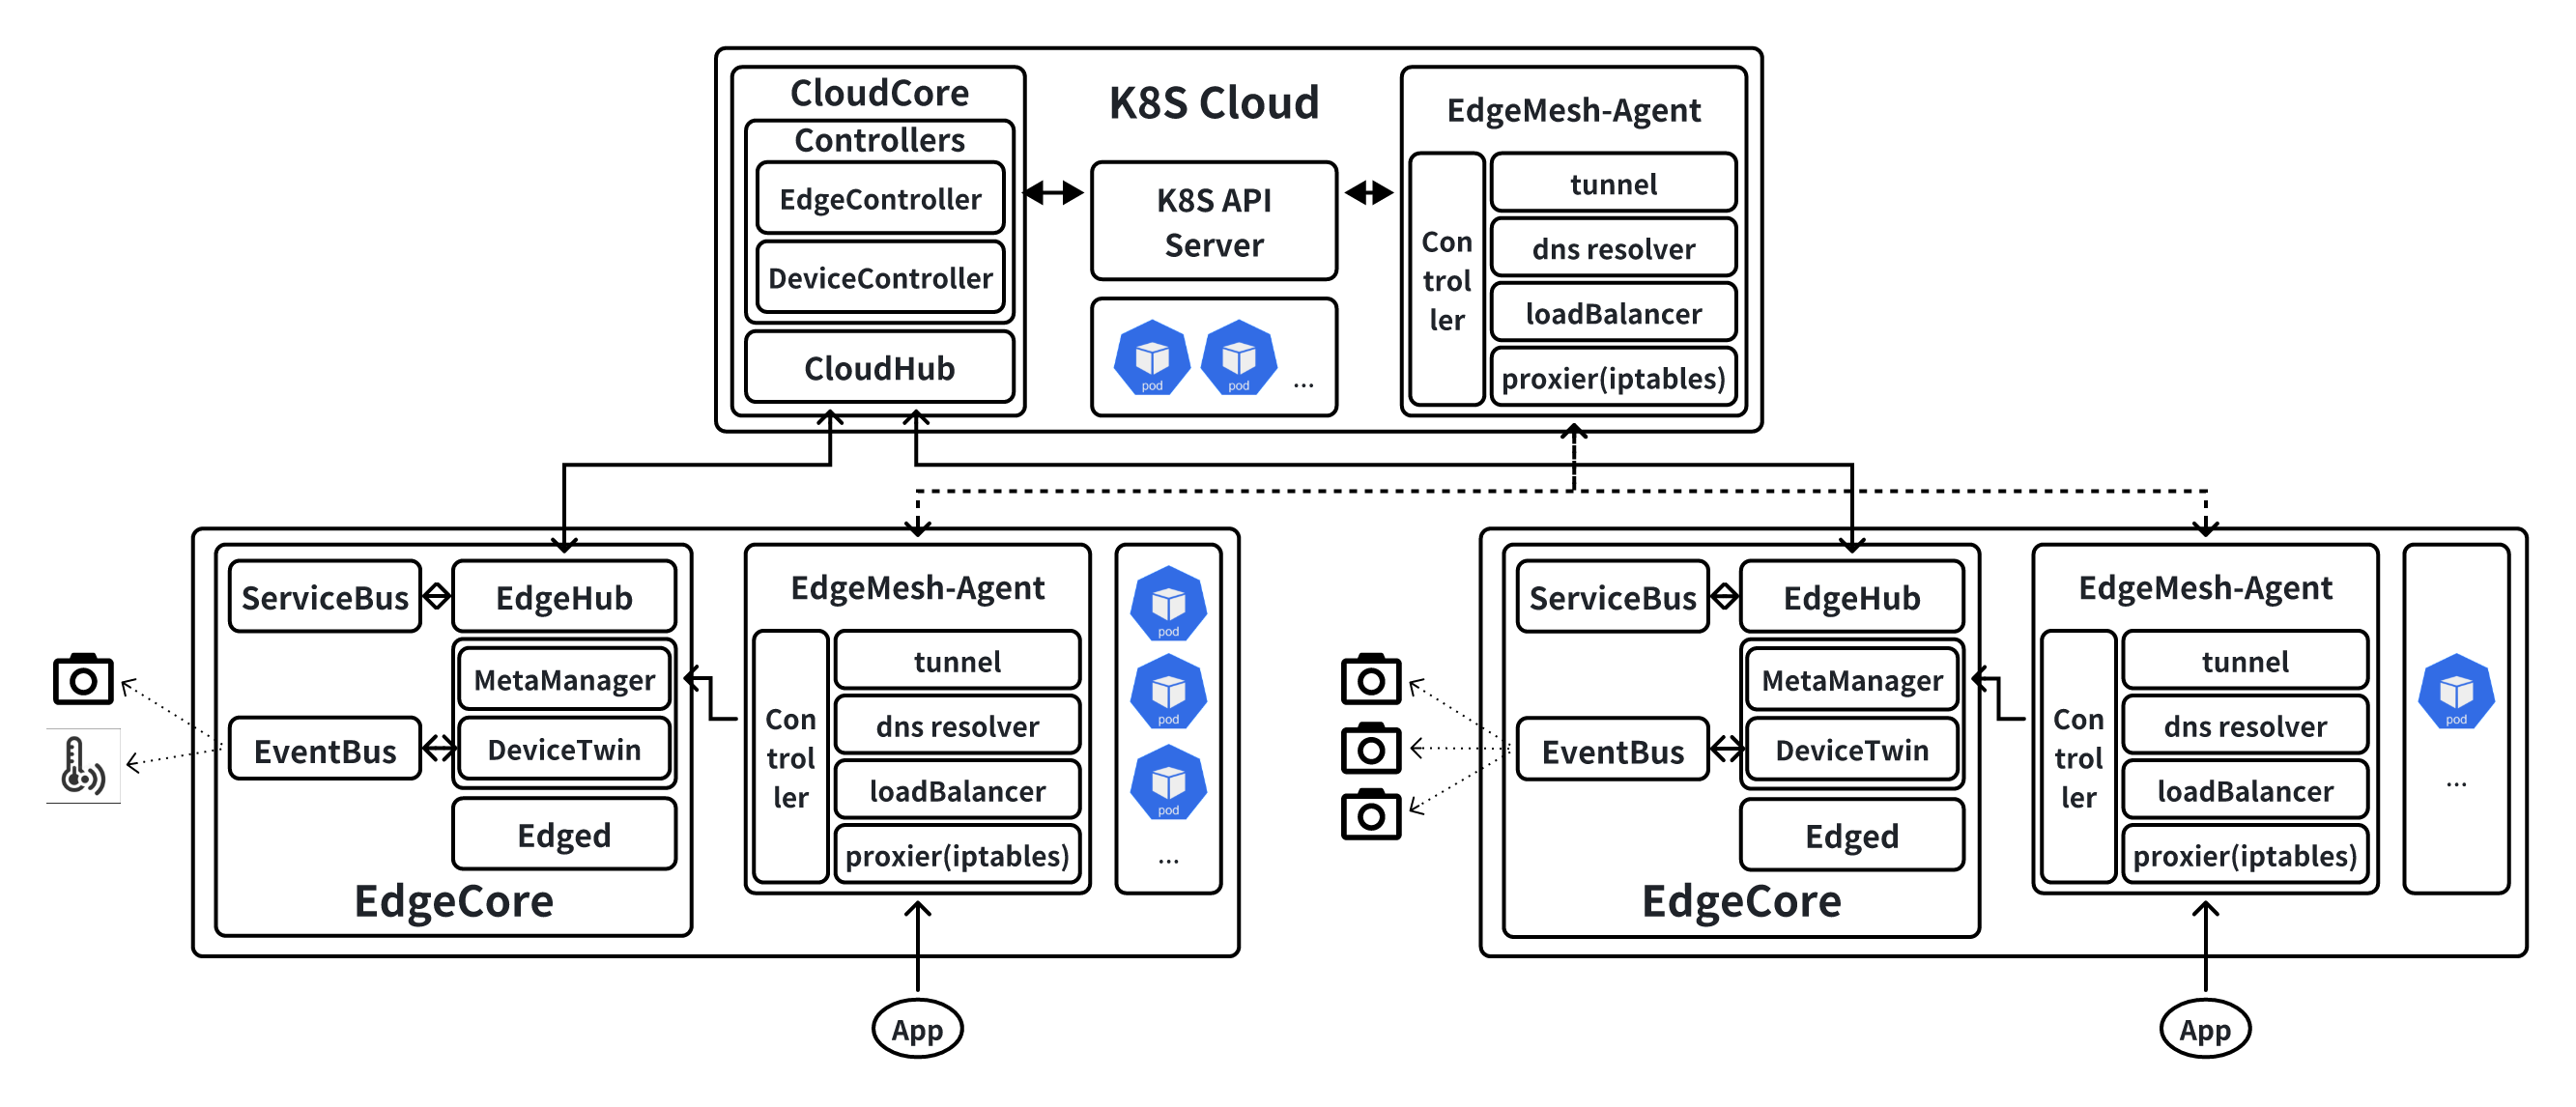 CloudCore
Controllers
EdgeController
DeviceController
CloudHub
K8S Cloud
K8S API
Server
pod
pod
...
EdgeMesh-Agent
Con
trol
ler
tunnel
dns resolver
loadBalancer
proxier(iptables)
ServiceBus
EdgeHub
MetaManager
EventBus
DeviceTwin
Edged
EdgeCore
EdgeMesh-Agent
Con
trol
ler
tunnel
dns resolver
loadBalancer
proxier(iptables)
pod
pod
pod
...
App
ServiceBus
EdgeHub
MetaManager
EventBus
DeviceTwin
Edged
EdgeCore
EdgeMesh-Agent
Con
trol
ler
tunnel
dns resolver
loadBalancer
proxier(iptables)
pod
...
App